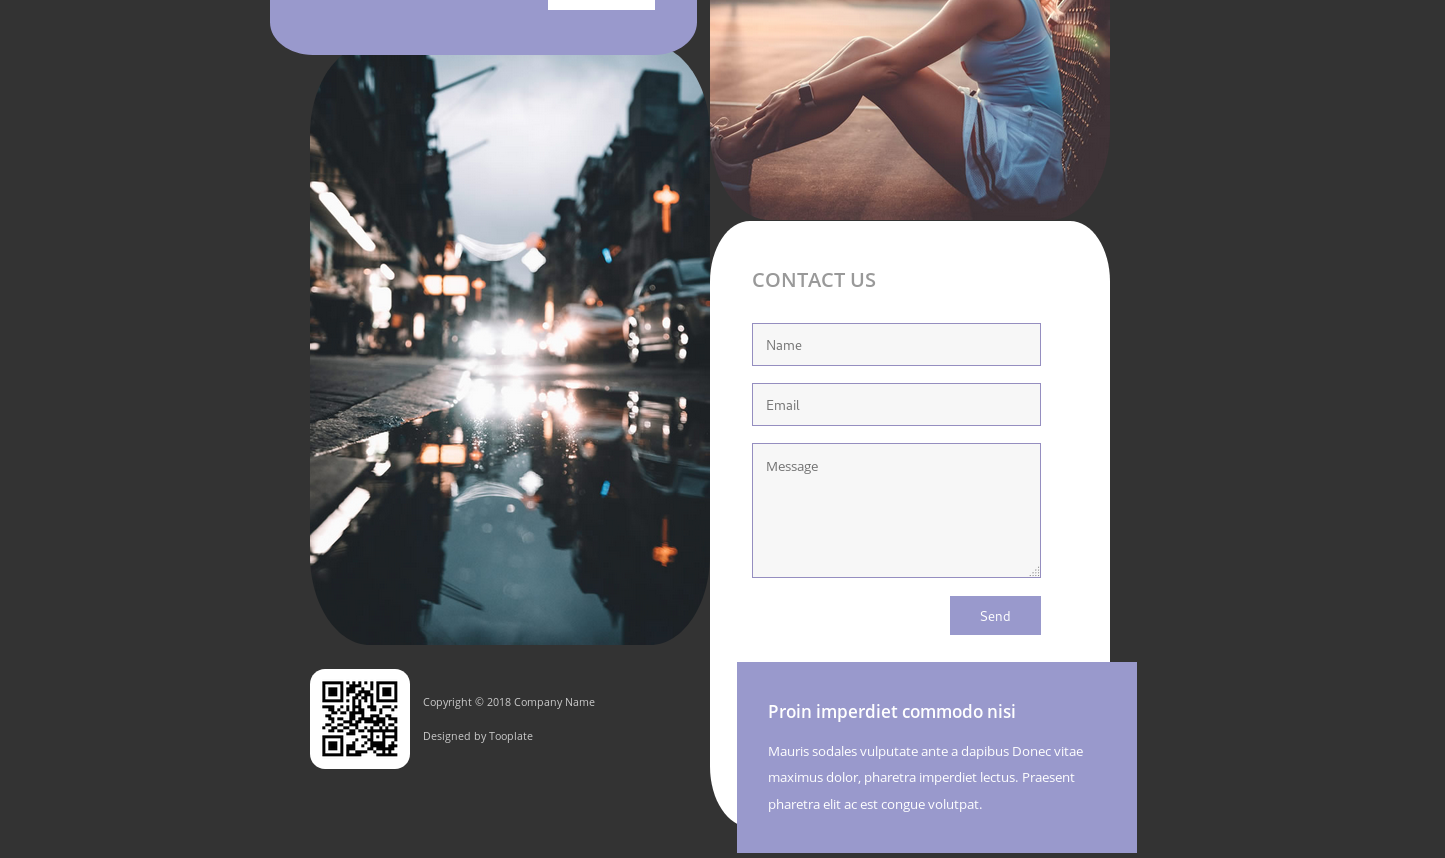 CONTACT US
Name
Email
Message
Send
Proin imperdiet commodo nisi
Mauris sodales vulputate ante a dapibus Donec vitae
maximus dolor, pharetra imperdiet lectus. Praesent
pharetra elit ac est congue volutpat.
Copyright © 2018 Company Name
Designed by Tooplate